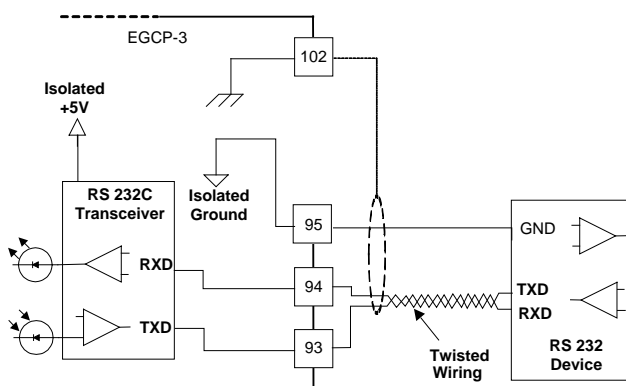 EGCP-3
102
Isolated
+5V
RS 232C
Transceiver
Isolated
Ground
95
GND
RXD
94
TXD
RXD
TXD
93
Twisted
Wiring
RS 232
Device